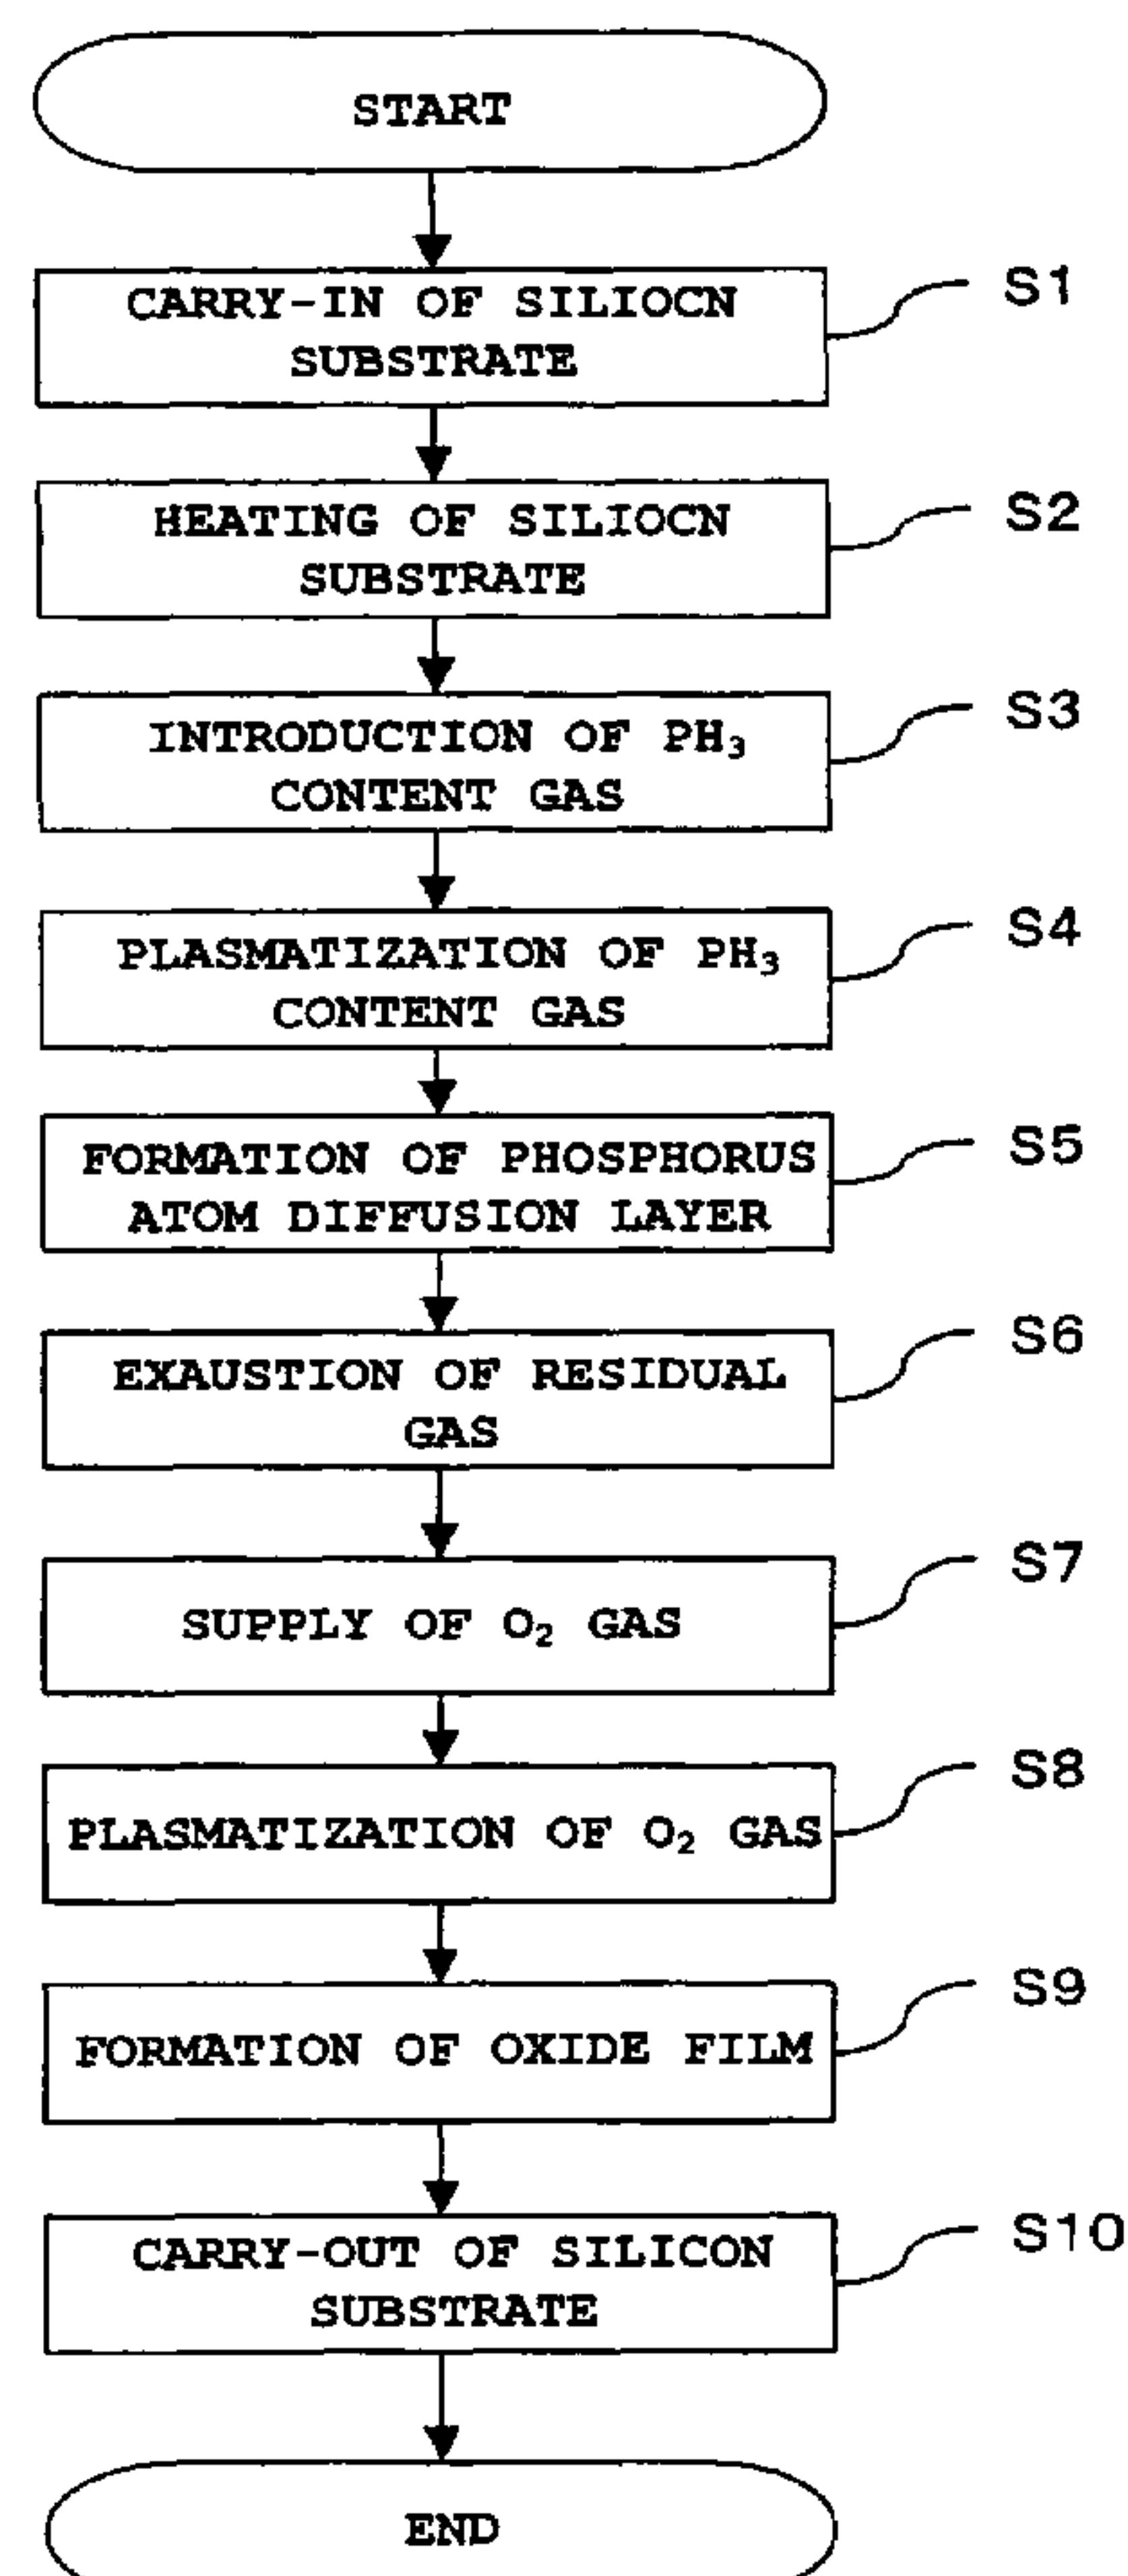 START
CARRY-IN OF SILIOCN
SUBSTRATE
S1
HEATING OF SILIOCN
SUBSTRATE
S2
INTRODUCTION OF PH₃
CONTENT GAS
S3
PLASMATIZATION OF PH₃
CONTENT GAS
S4
FORMATION OF PHOSPHORUS
ATOM DIFFUSION LAYER
S5
EXAUSTION OF RESIDUAL
GAS
S6
SUPPLY OF O₂ GAS
S7
PLASMATIZATION OF O₂ GAS
S8
FORMATION OF OXIDE FILM
S9
CARRY-OUT OF SILICON
SUBSTRATE
S10
END